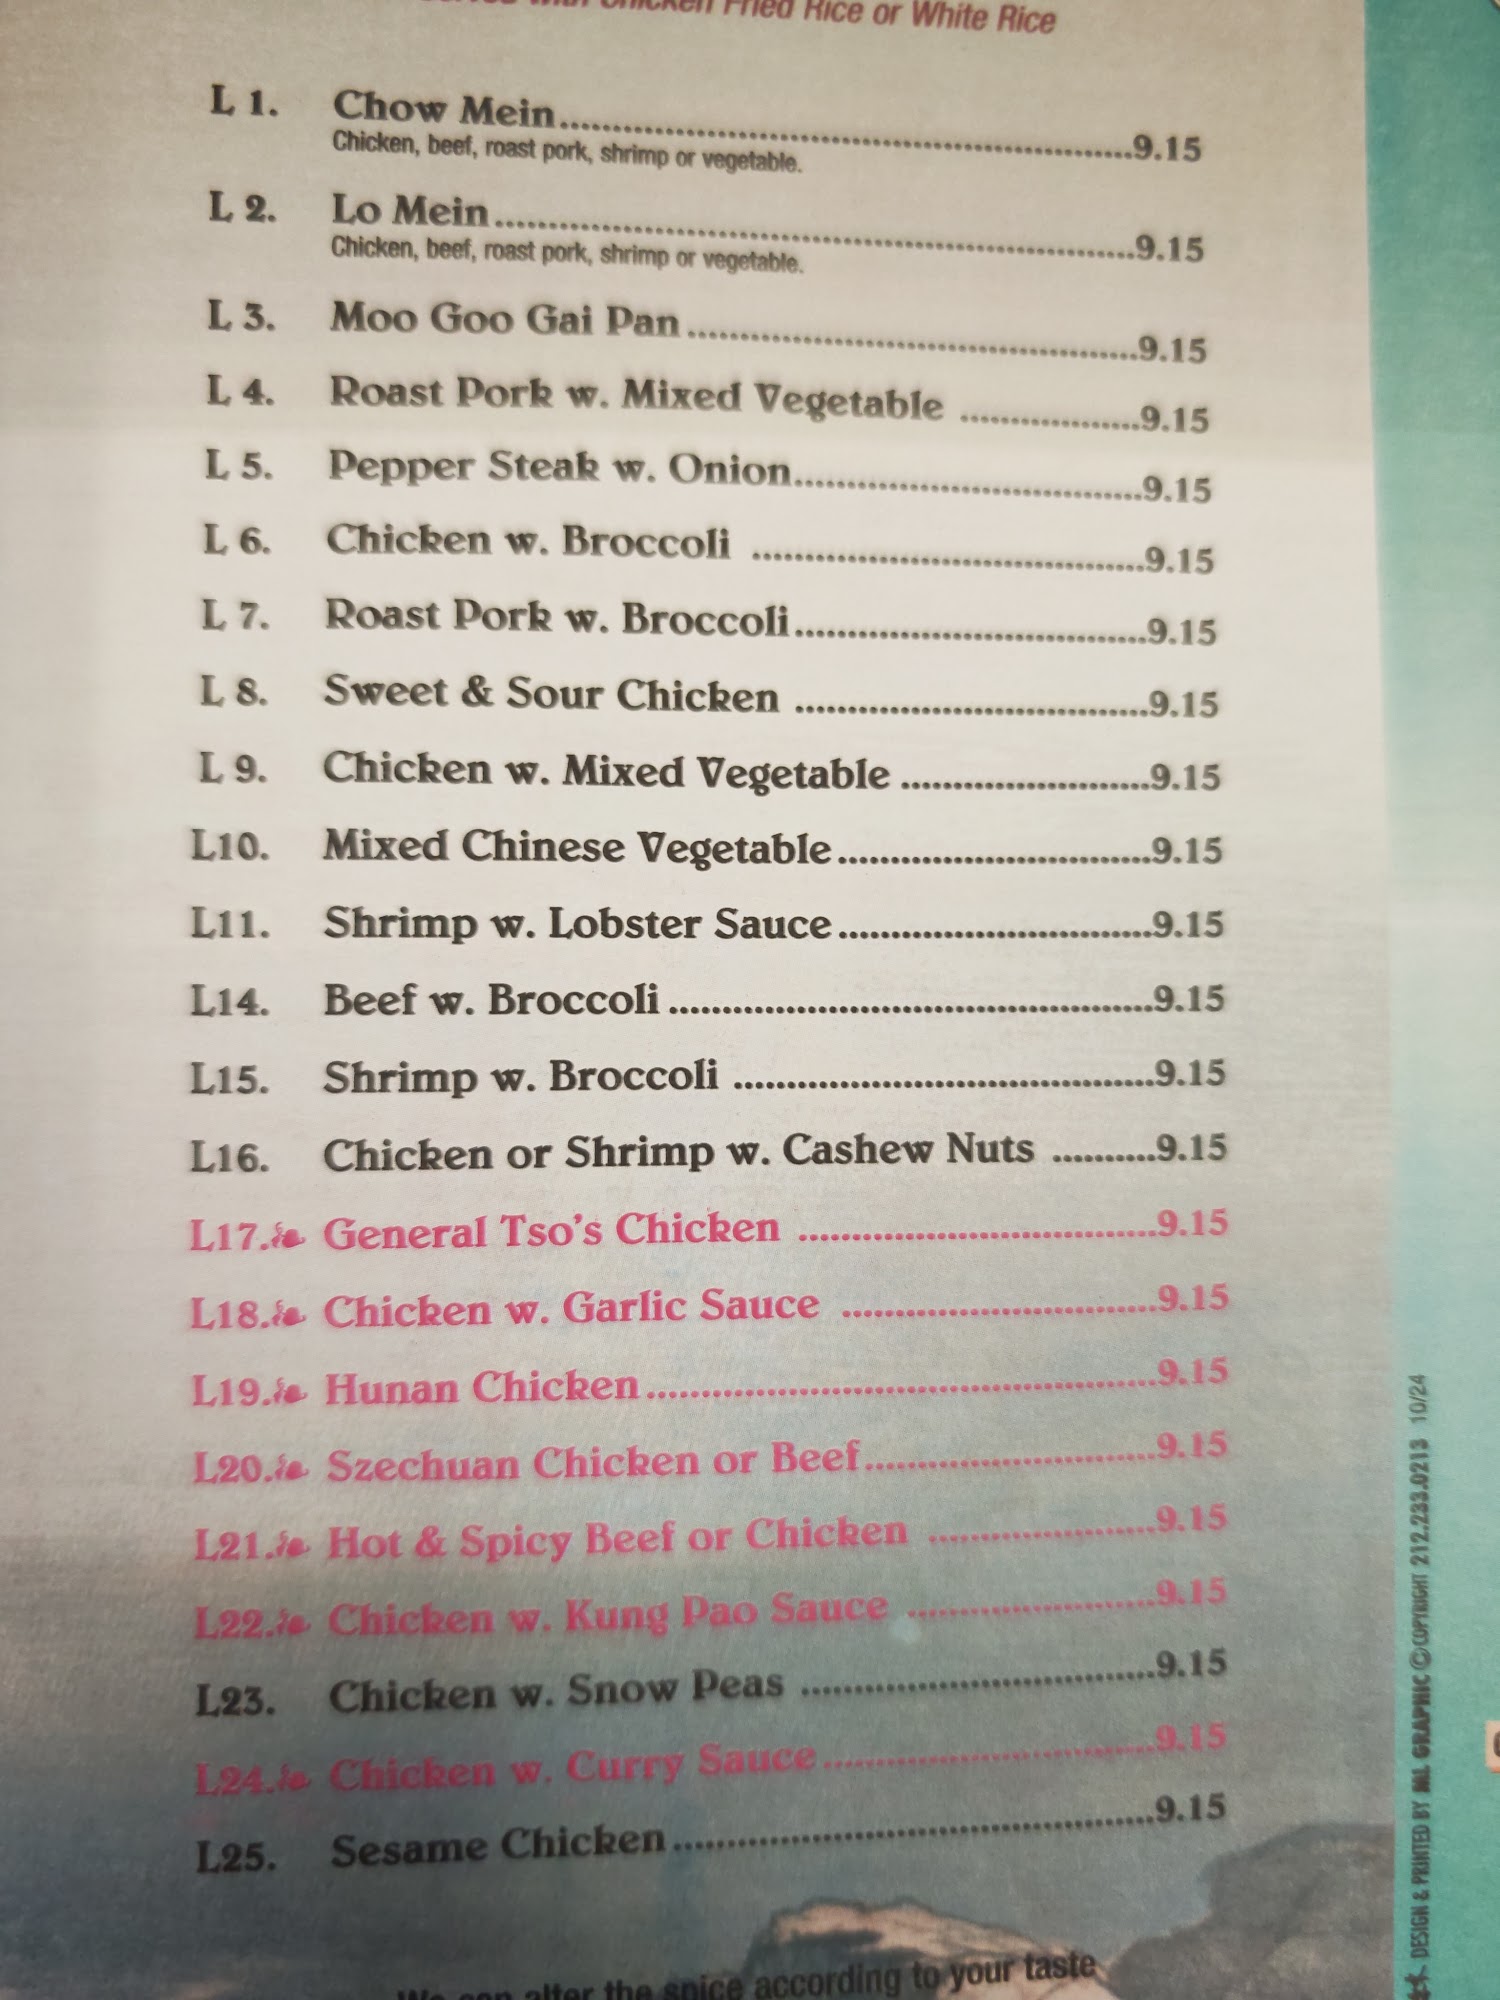 with Chicken Fried Rice or White Rice
L 1. Chow Mein 9.15
Chicken, beef, roast pork, shrimp or vegetable.
L 2. Lo Mein 9.15
Chicken, beef, roast pork, shrimp or vegetable.
L 3. Moo Goo Gai Pan 9.15
L 4. Roast Pork w. Mixed Vegetable 9.15
L 5. Pepper Steak w. Onion 9.15
L 6. Chicken w. Broccoli 9.15
L 7. Roast Pork w. Broccoli 9.15
L 8. Sweet & Sour Chicken 9.15
L 9. Chicken w. Mixed Vegetable 9.15
L10. Mixed Chinese Vegetable 9.15
L11. Shrimp w. Lobster Sauce 9.15
L14. Beef w. Broccoli 9.15
L15. Shrimp w. Broccoli 9.15
L16. Chicken or Shrimp w. Cashew Nuts 9.15
L17. General Tso's Chicken 9.15
L18. Chicken w. Garlic Sauce 9.15
L19. Hunan Chicken 9.15
L20. Szechuan Chicken or Beef 9.15
L21. Hot & Spicy Beef or Chicken 9.15
L22. Chicken w. Kung Pao Sauce 9.15
L23. Chicken w. Snow Peas 9.15
L24. Chicken w. Curry Sauce 9.15
L25. Sesame Chicken 9.15
We can alter the spice according to your taste
DESIGN & PRINTED BY ML GRAPHIC © COPYRIGHT 212.233.0213 10/24